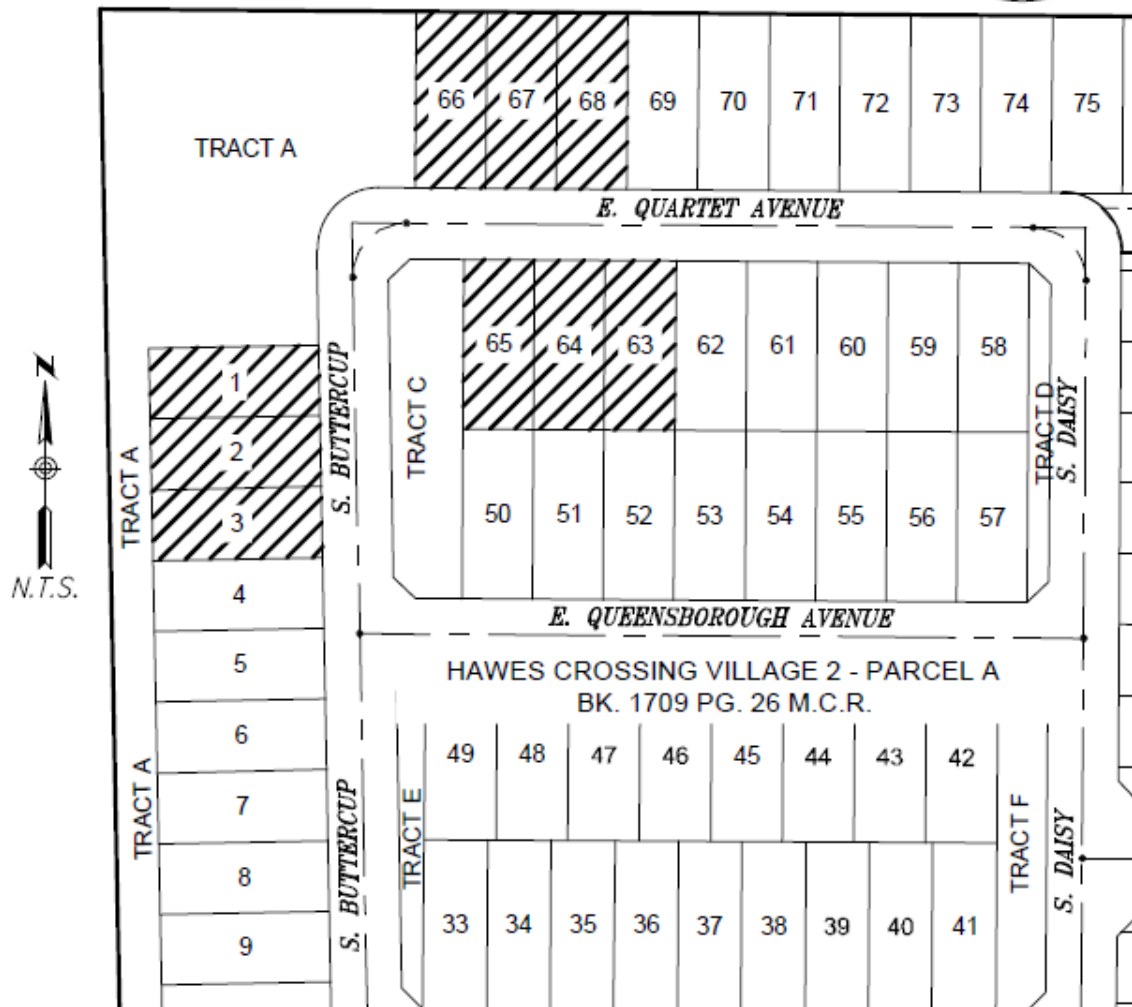 66 67 68 69 70 71 72 73 74 75
TRACT A
E. QUARTET AVENUE
65 64 63 62 61 60 59 58
1
2
3
S. BUTTERCUP
TRACT C
TRACT D
S. DAISY
TRACT A
N
N.T.S.
50 51 52 53 54 55 56 57
4
E. QUEENSBOROUGH AVENUE
5
HAWES CROSSING VILLAGE 2 - PARCEL A
BK. 1709 PG. 26 M.C.R.
6
49 48 47 46 45 44 43 42
7
TRACT A
S. BUTTERCUP
TRACT E
TRACT F
S. DAISY
8
33 34 35 36 37 38 39 40 41
9